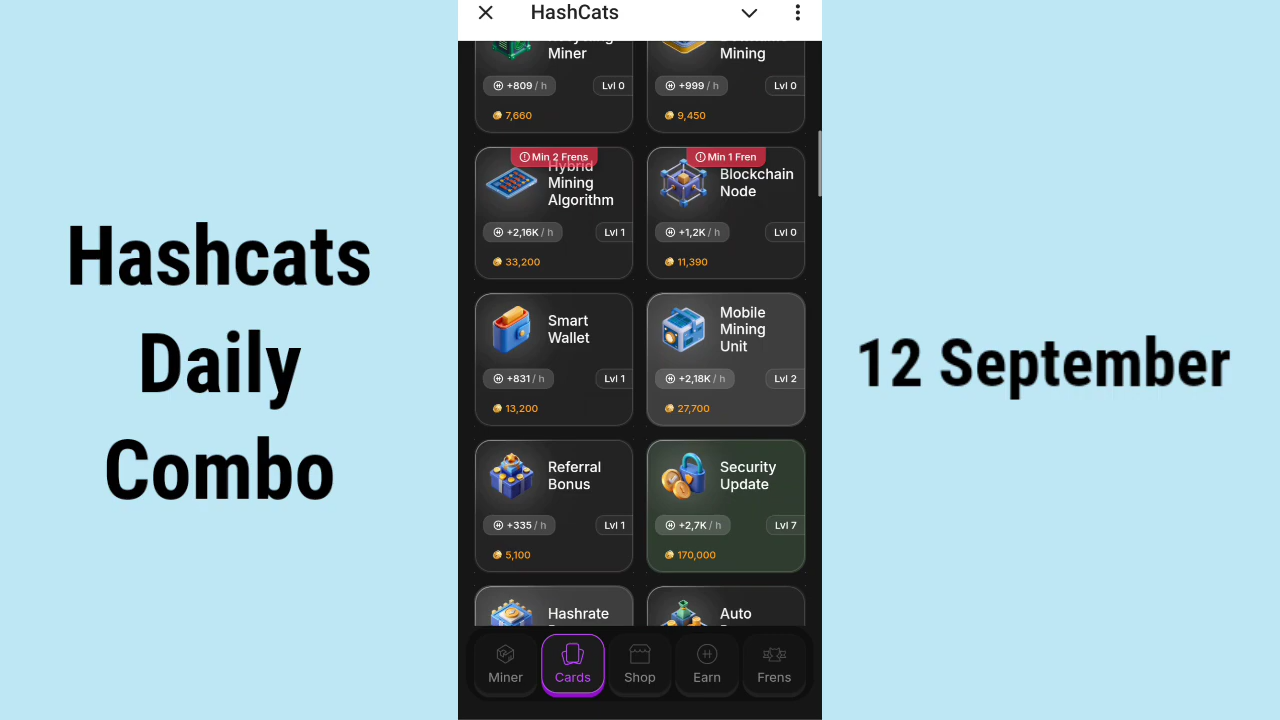 Hashcats
Daily
Combo
HashCats
Miner
Mining
+809 / h
Lvl 0
+999 / h
Lvl 0
7,660
9,450
Min 2 Frens
Min 1 Fren
Hybrid
Mining
Algorithm
Blockchain
Node
+2,16K / h
Lvl 1
+1,2K / h
Lvl 0
33,200
11,390
Smart
Wallet
Mobile
Mining
Unit
+831 / h
Lvl 1
+2,18K / h
Lvl 2
13,200
27,700
Referral
Bonus
Security
Update
+335 / h
Lvl 1
+2,7K / h
Lvl 7
5,100
170,000
Hashrate
Auto
Miner
Cards
Shop
Earn
Frens
12 September